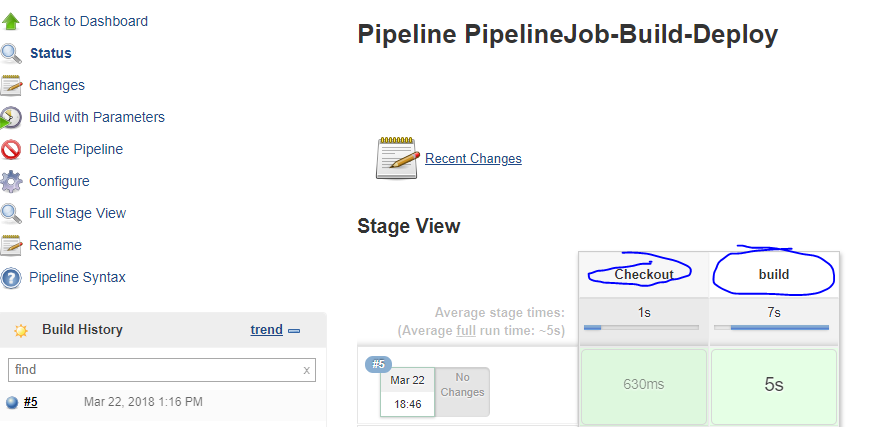 Back to Dashboard
Status
Changes
Build with Parameters
Delete Pipeline
Configure
Full Stage View
Rename
Pipeline Syntax
Build History trend
find x
#5 Mar 22, 2018 1:16 PM
Pipeline PipelineJob-Build-Deploy
Recent Changes
Stage View
Checkout build
Average stage times: 1s 7s
(Average full run time: ~5s)
#5
Mar 22 No
Changes
18:46
630ms 5s